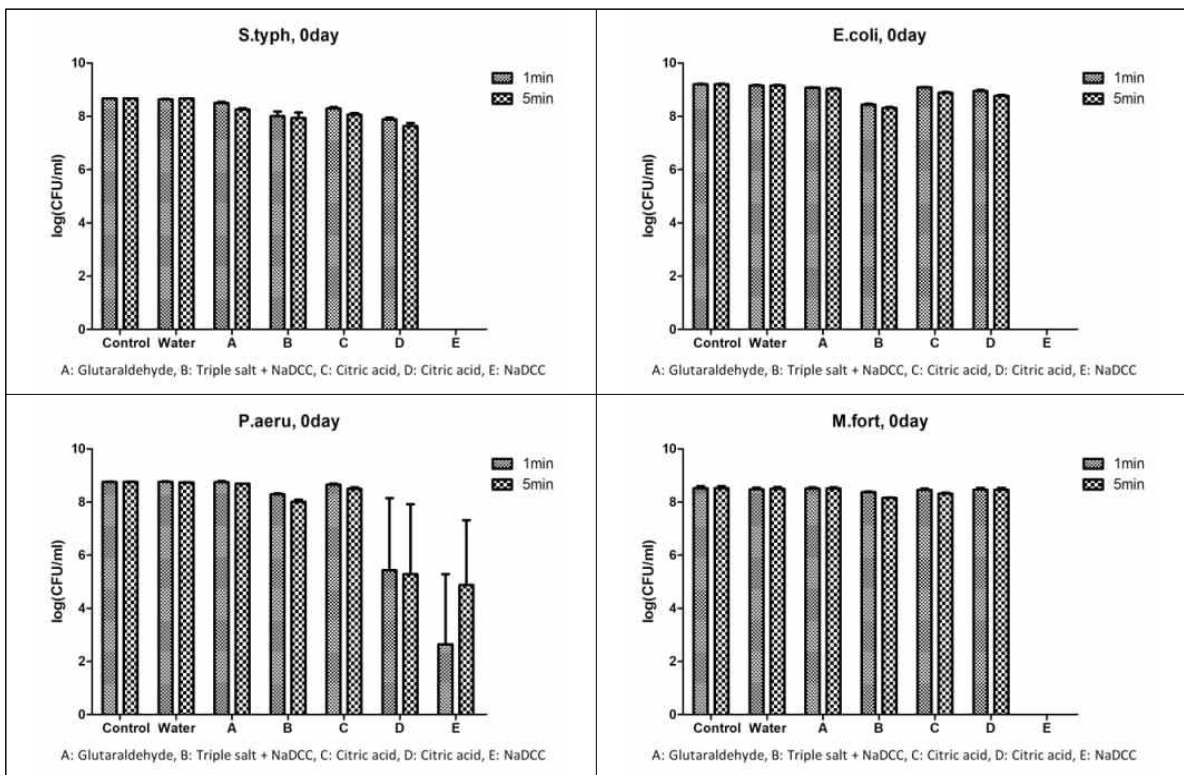 S.typh, 0day
10
8
6
4
2
0
log(CFU/ml)
1min
5min
Control Water A B C D E
A: Glutaraldehyde, B: Triple salt + NaDCC, C: Citric acid, D: Citric acid, E: NaDCC
E.coli, 0day
10
8
6
4
2
0
log(CFU/ml)
1min
5min
Control Water A B C D E
A: Glutaraldehyde, B: Triple salt + NaDCC, C: Citric acid, D: Citric acid, E: NaDCC
P.aeru, 0day
10
8
6
4
2
0
log(CFU/ml)
1min
5min
Control Water A B C D E
A: Glutaraldehyde, B: Triple salt + NaDCC, C: Citric acid, D: Citric acid, E: NaDCC
M.fort, 0day
10
8
6
4
2
0
log(CFU/ml)
1min
5min
Control Water A B C D E
A: Glutaraldehyde, B: Triple salt + NaDCC, C: Citric acid, D: Citric acid, E: NaDCC